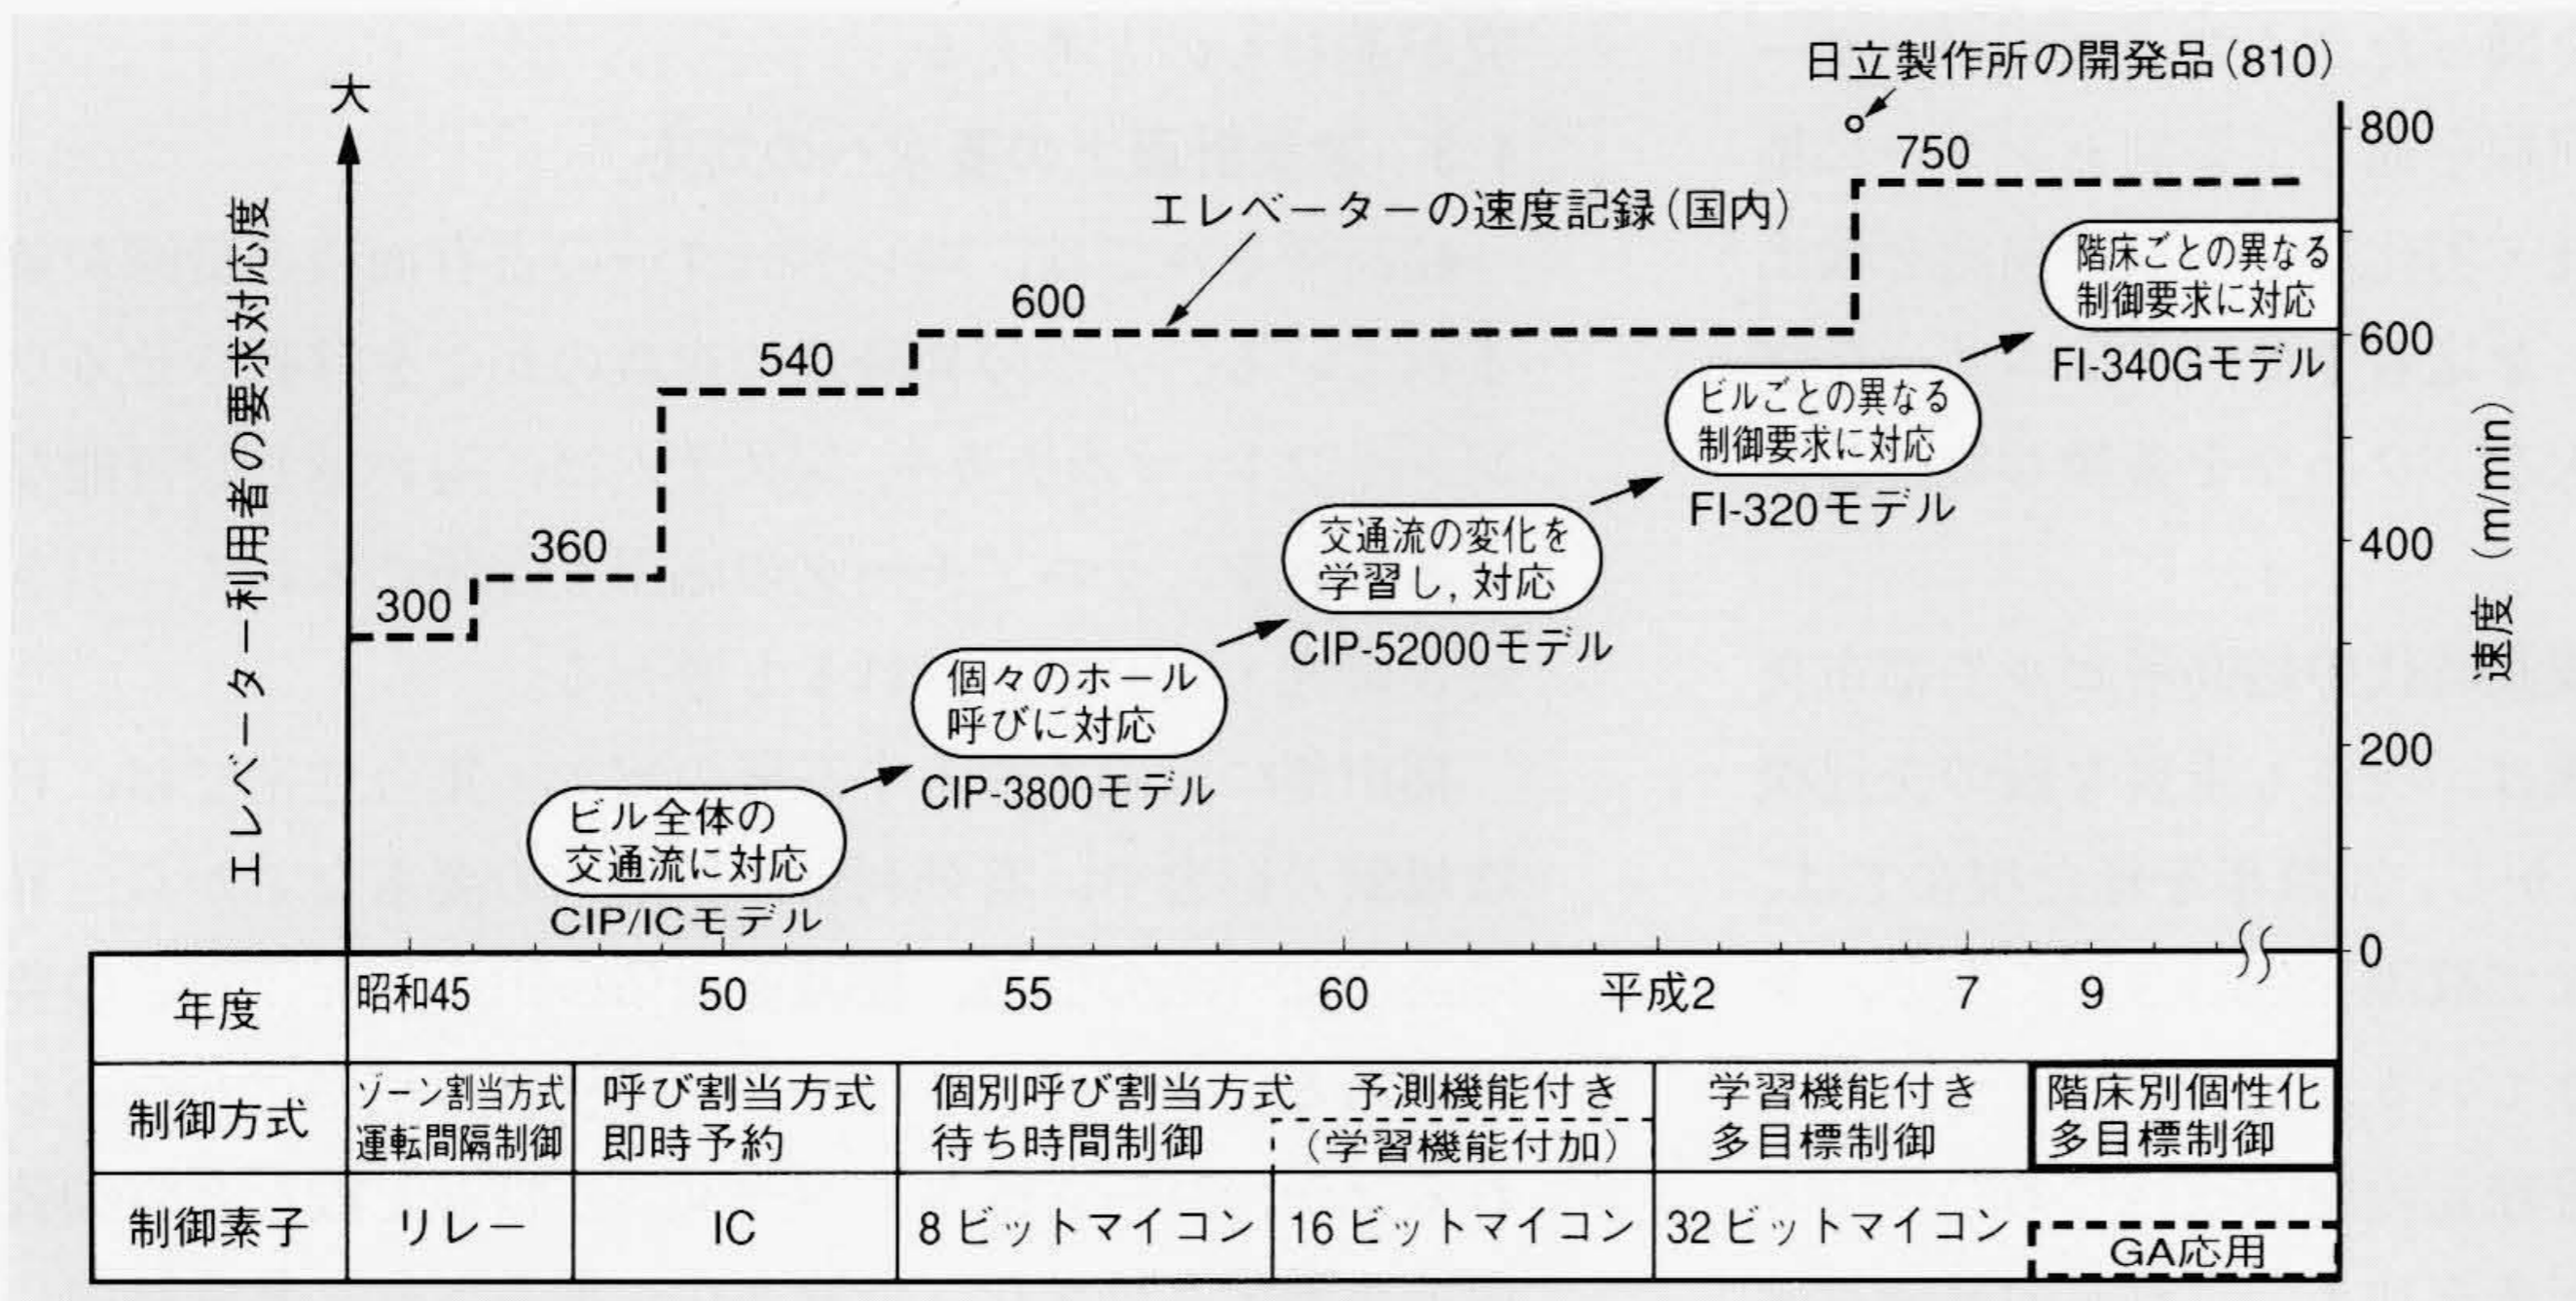 日立製作所の開発品(810)
大
800
750
エレベーターの速度記録(国内)
階床ごとの異なる
制御要求に対応
600
600
FI-340Gモデル
540
ビルごとの異なる
制御要求に対応
FI-320モデル
エレベーター利用者の要求対応度
速度 (m/min)
360
400
交通流の変化を
学習し, 対応
CIP-52000モデル
300
個々のホール
呼びに対応
CIP-3800モデル
200
ビル全体の
交通流に対応
CIP/ICモデル
0
年度 昭和45 50 55 60 平成2 7 9
制御方式
ゾーン割当方式
運転間隔制御
呼び割当方式
即時予約
個別呼び割当方式 予測機能付き
待ち時間制御 (学習機能付加)
学習機能付き
多目標制御
階床別個性化
多目標制御
制御素子 リレー IC 8ビットマイコン 16ビットマイコン 32ビットマイコン
GA応用